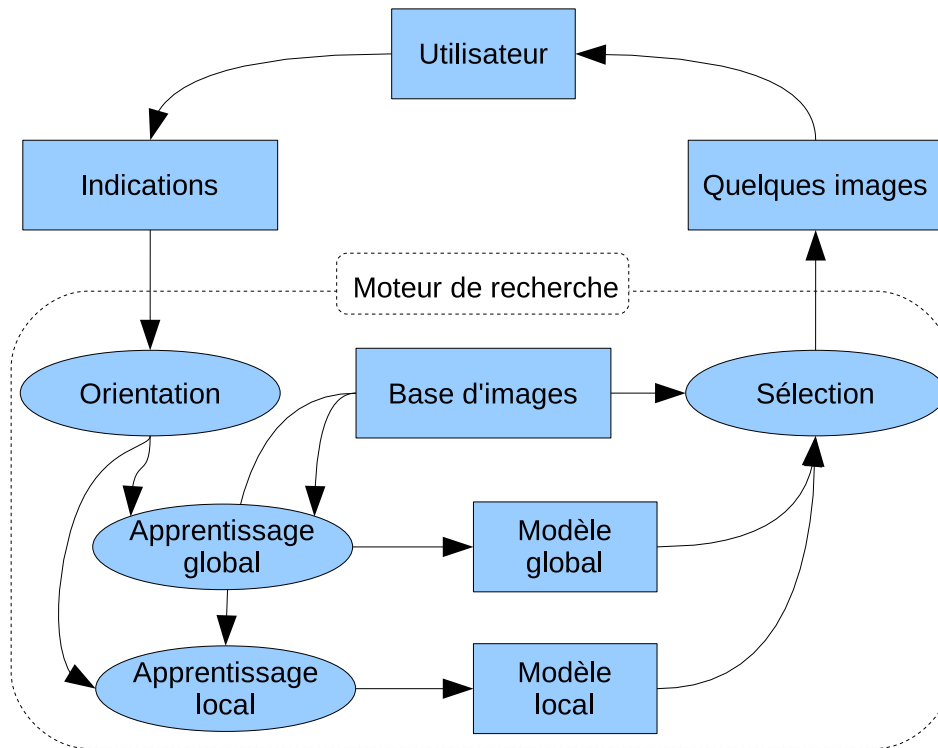 Utilisateur
Indications
Quelques images
Moteur de recherche
Orientation
Base d'images
Sélection
Apprentissage
global
Modèle
global
Apprentissage
local
Modèle
local